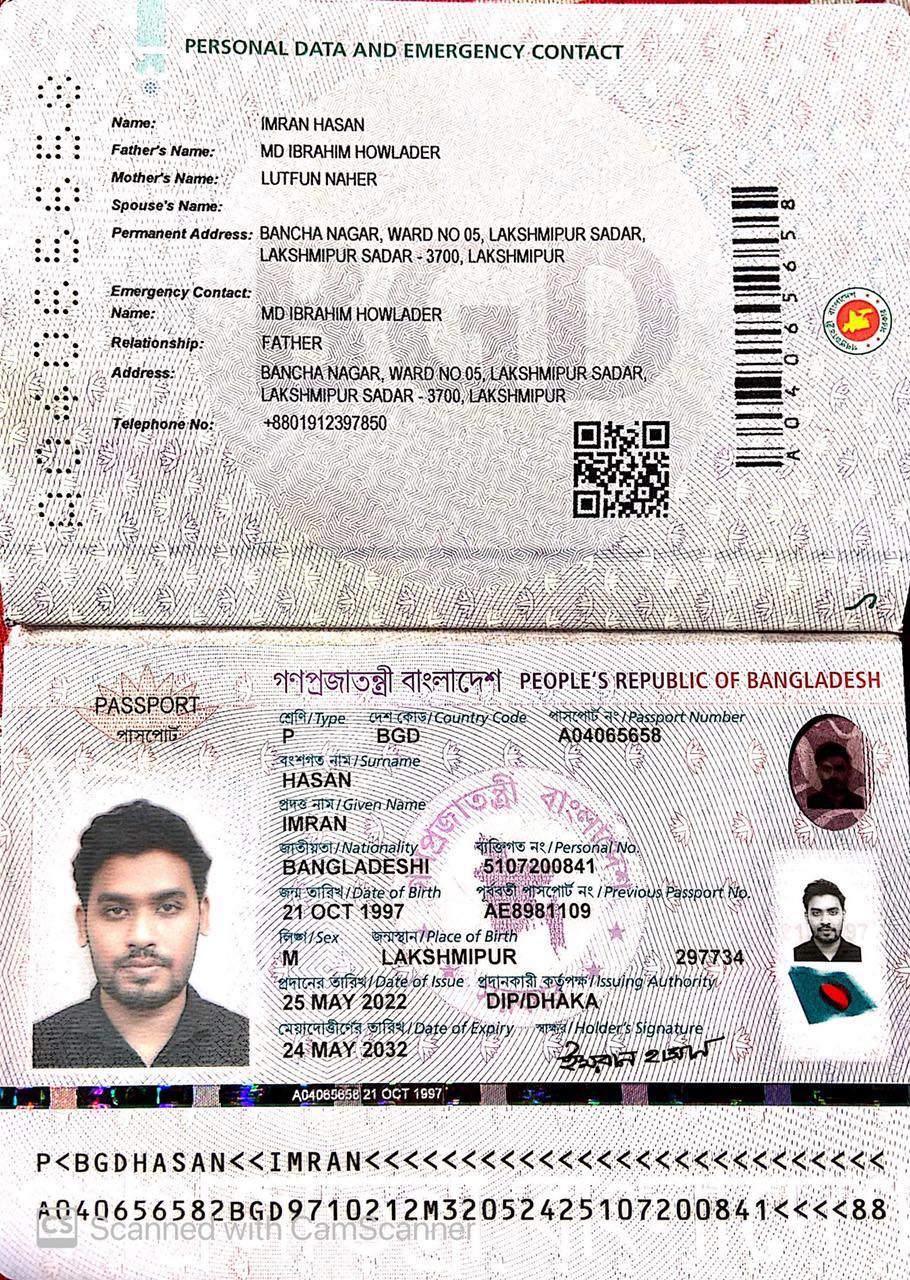 PERSONAL DATA AND EMERGENCY CONTACT
Name: IMRAN HASAN
Father's Name: MD IBRAHIM HOWLADER
Mother's Name: LUTFUN NAHER
Spouse's Name:
Permanent Address: BANCHA NAGAR, WARD NO 05, LAKSHMIPUR SADAR,
LAKSHMIPUR SADAR - 3700, LAKSHMIPUR
Emergency Contact:
Name: MD IBRAHIM HOWLADER
Relationship: FATHER
Address: BANCHA NAGAR, WARD NO 05, LAKSHMIPUR SADAR,
LAKSHMIPUR SADAR - 3700, LAKSHMIPUR
Telephone No: +8801912397850
A04065658
গণপ্রজাতন্ত্রী বাংলাদেশ PEOPLE'S REPUBLIC OF BANGLADESH
PASSPORT
পাসপোর্ট
শ্রেণি/Type দেশ কোড/Country Code পাসপোর্ট নং/Passport Number
P BGD A04065658
বংশগত নাম/Surname
HASAN
প্রদত্ত নাম/Given Name
IMRAN
জাতীয়তা/Nationality ব্যক্তিগত নং/Personal No.
BANGLADESHI 5107200841
জন্ম তারিখ/Date of Birth পূর্ববর্তী পাসপোর্ট নং/Previous Passport No.
21 OCT 1997 AE8981109
লিঙ্গ/Sex জন্মস্থান/Place of Birth
M LAKSHMIPUR 297734
প্রদানের তারিখ/Date of Issue প্রদানকারী কর্তৃপক্ষ/Issuing Authority
25 MAY 2022 DIP/DHAKA
মেয়াদোত্তীর্ণের তারিখ/Date of Expiry স্বাক্ষর/Holder's Signature
24 MAY 2032 ইমরান হাসান
A04065658 21 OCT 1997
P<BGDHASAN<<IMRAN<<<<<<<<<<<<<<<<<<<<<<<<<<<
A040656582BGD9710212M32052425107200841<<<<88
CS Scanned with CamScanner